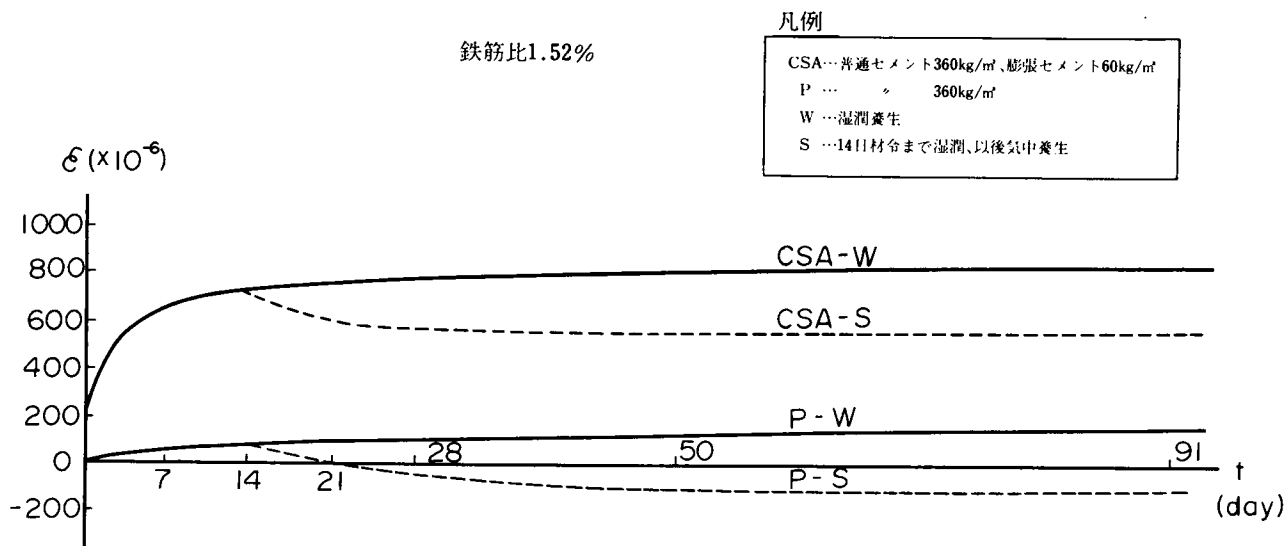 鉄筋比1.52%
凡例
CSA…普通セメント360kg/㎥、膨張セメント60kg/㎥
P … 〃 360kg/㎥
W …湿潤養生
S …14日材令まで湿潤、以後気中養生
ε (×10⁻⁶)
1000
800
600
400
200
0
-200
CSA-W
CSA-S
P-W
P-S
7
14
21
28
50
91
t
(day)